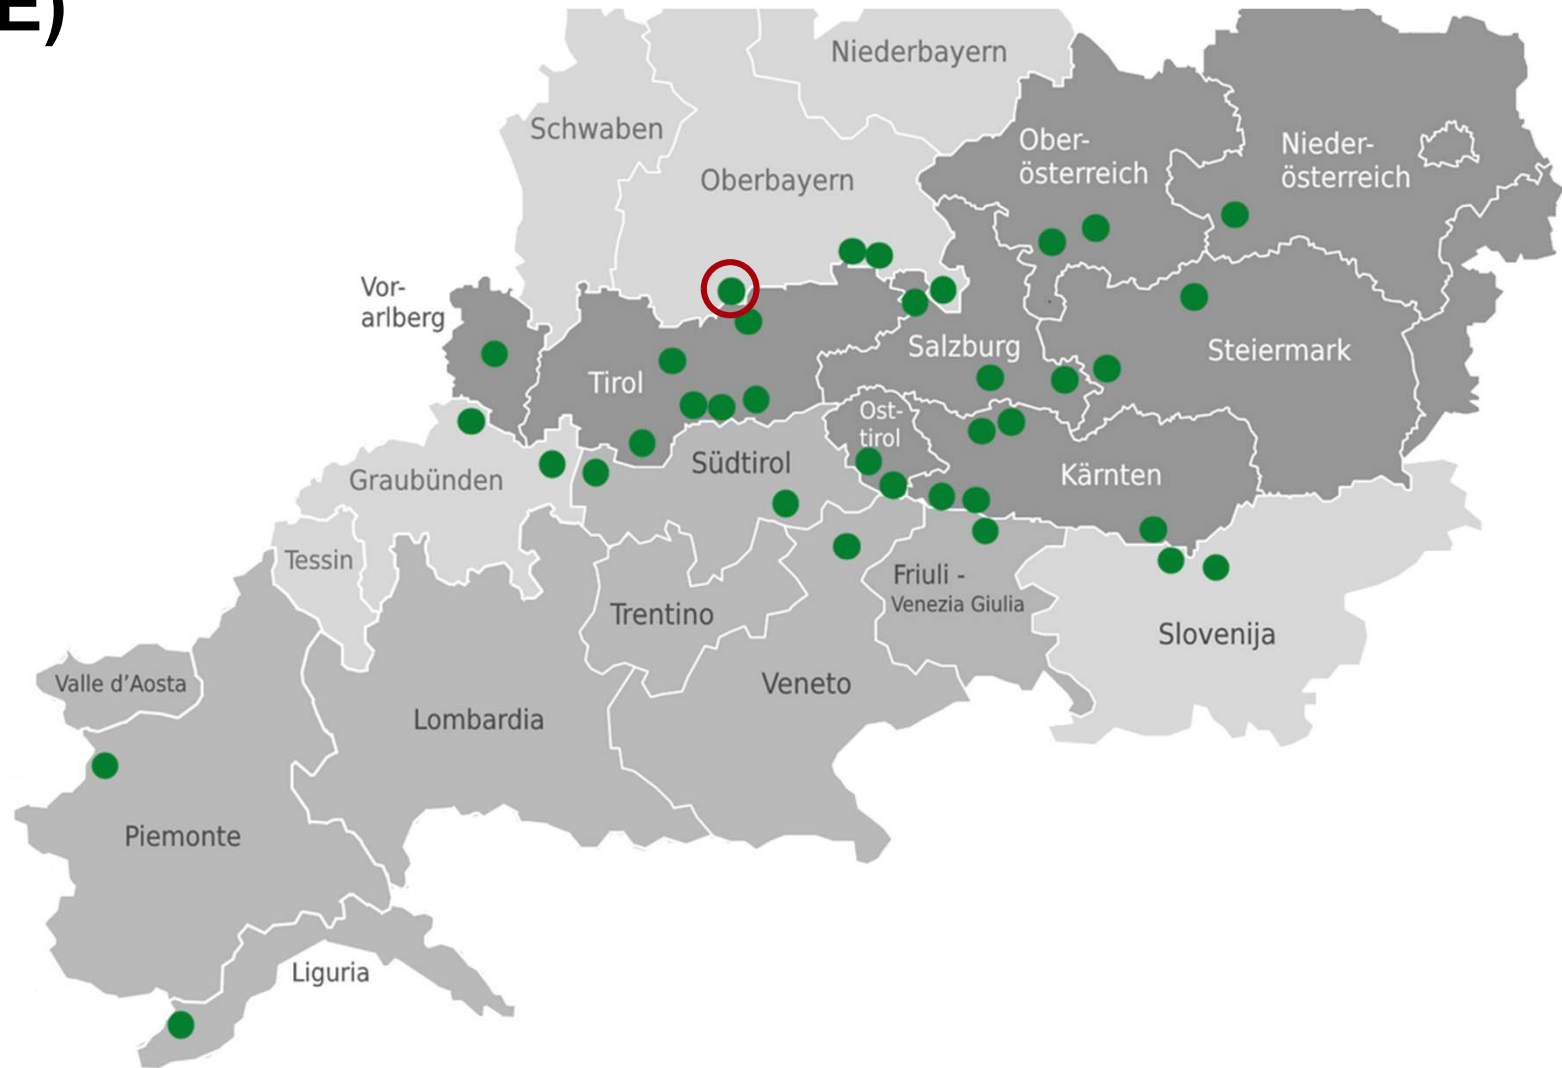 E)
Niederbayern
Schwaben
Ober-
österreich
Nieder-
österreich
Oberbayern
Vor-
arlberg
Salzburg
Steiermark
Tirol
Ost-
tirol
Südtirol
Kärnten
Graubünden
Tessin
Friuli -
Venezia Giulia
Trentino
Slovenija
Valle d’Aosta
Veneto
Lombardia
Piemonte
Liguria